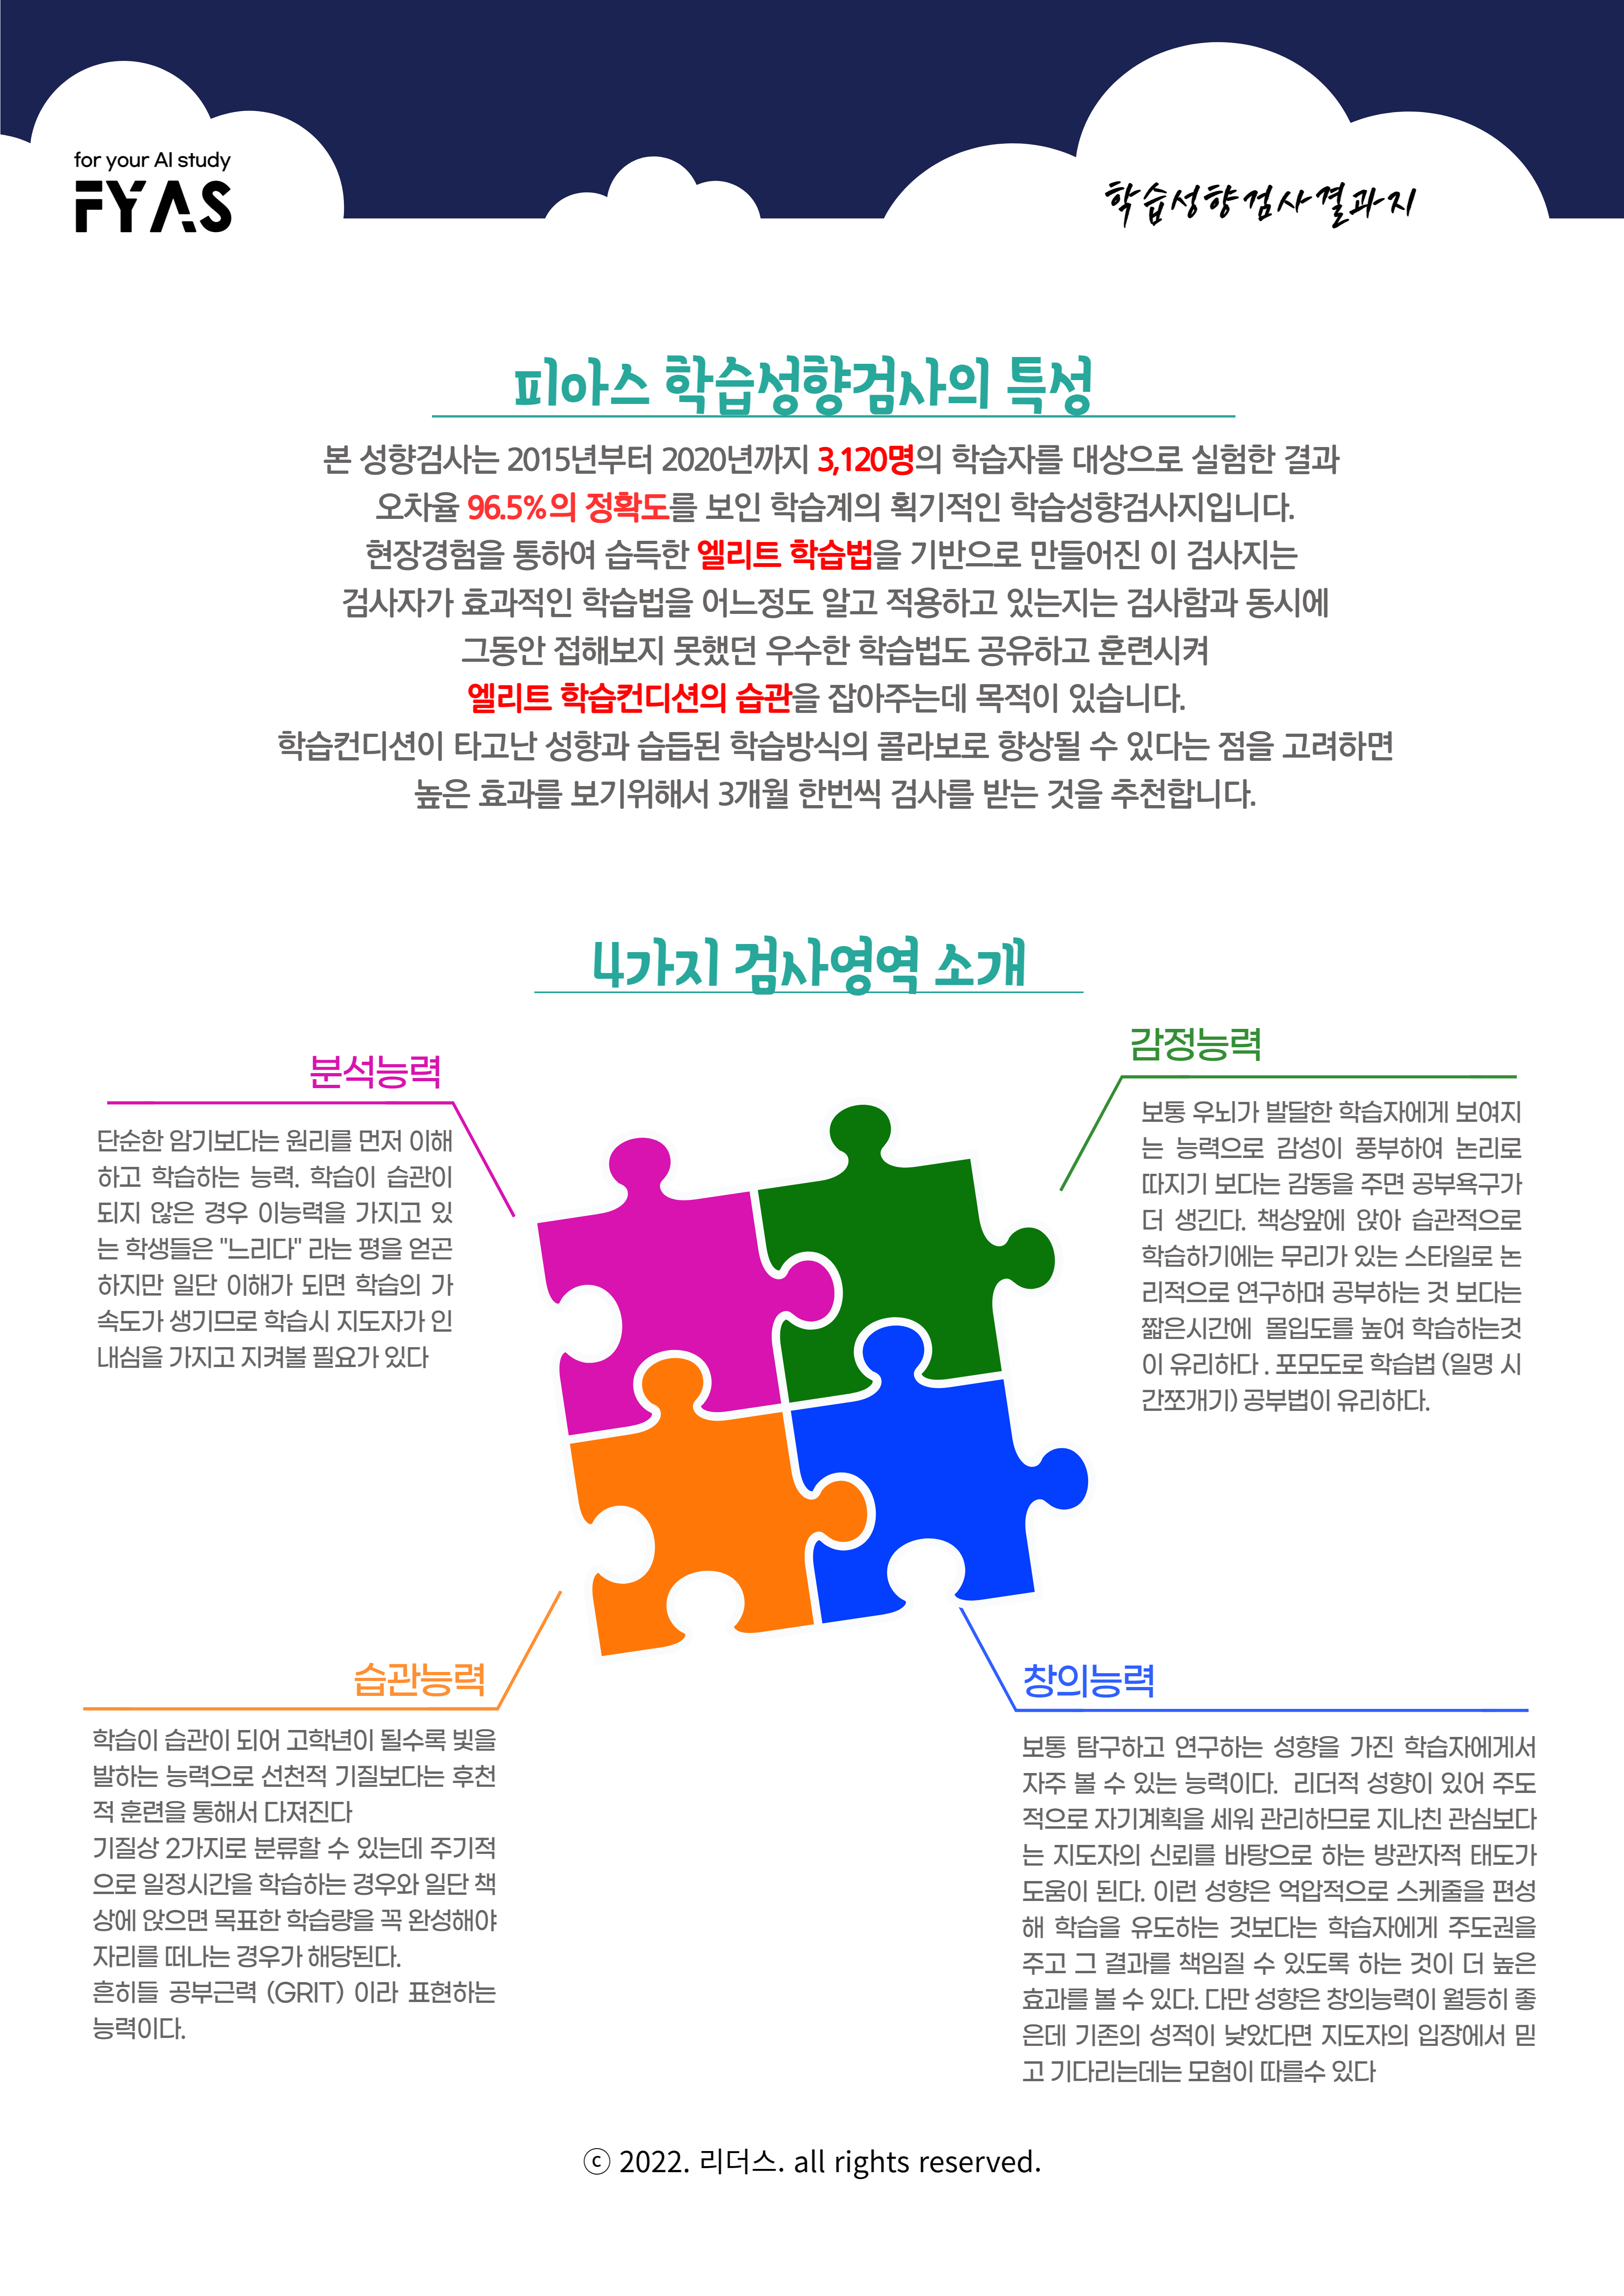 for your AI study
FYAS
학습성향검사결과지
피아스 학습성향검사의 특성
본 성향검사는 2015년부터 2020년까지 3,120명의 학습자를 대상으로 실험한 결과
오차율 96.5%의 정확도를 보인 학습계의 획기적인 학습성향검사지입니다.
현장경험을 통하여 습득한 엘리트 학습법을 기반으로 만들어진 이 검사지는
검사자가 효과적인 학습법을 어느정도 알고 적용하고 있는지는 검사함과 동시에
그동안 접해보지 못했던 우수한 학습법도 공유하고 훈련시켜
엘리트 학습컨디션의 습관을 잡아주는데 목적이 있습니다.
학습컨디션이 타고난 성향과 습듭된 학습방식의 콜라보로 향상될 수 있다는 점을 고려하면
높은 효과를 보기위해서 3개월 한번씩 검사를 받는 것을 추천합니다.
4가지 검사영역 소개
분석능력
단순한 암기보다는 원리를 먼저 이해
하고 학습하는 능력. 학습이 습관이
되지 않은 경우 이능력을 가지고 있
는 학생들은 "느리다" 라는 평을 얻곤
하지만 일단 이해가 되면 학습의 가
속도가 생기므로 학습시 지도자가 인
내심을 가지고 지켜볼 필요가 있다
감정능력
보통 우뇌가 발달한 학습자에게 보여지
는 능력으로 감성이 풍부하여 논리로
따지기 보다는 감동을 주면 공부욕구가
더 생긴다. 책상앞에 앉아 습관적으로
학습하기에는 무리가 있는 스타일로 논
리적으로 연구하며 공부하는 것 보다는
짧은시간에 몰입도를 높여 학습하는것
이 유리하다 . 포모도로 학습법 (일명 시
간쪼개기) 공부법이 유리하다.
습관능력
학습이 습관이 되어 고학년이 될수록 빛을
발하는 능력으로 선천적 기질보다는 후천
적 훈련을 통해서 다져진다
기질상 2가지로 분류할 수 있는데 주기적
으로 일정시간을 학습하는 경우와 일단 책
상에 앉으면 목표한 학습량을 꼭 완성해야
자리를 떠나는 경우가 해당된다.
흔히들 공부근력 (GRIT) 이라 표현하는
능력이다.
창의능력
보통 탐구하고 연구하는 성향을 가진 학습자에게서
자주 볼 수 있는 능력이다. 리더적 성향이 있어 주도
적으로 자기계획을 세워 관리하므로 지나친 관심보다
는 지도자의 신뢰를 바탕으로 하는 방관자적 태도가
도움이 된다. 이런 성향은 억압적으로 스케줄을 편성
해 학습을 유도하는 것보다는 학습자에게 주도권을
주고 그 결과를 책임질 수 있도록 하는 것이 더 높은
효과를 볼 수 있다. 다만 성향은 창의능력이 월등히 좋
은데 기존의 성적이 낮았다면 지도자의 입장에서 믿
고 기다리는데는 모험이 따를수 있다
ⓒ 2022. 리더스. all rights reserved.